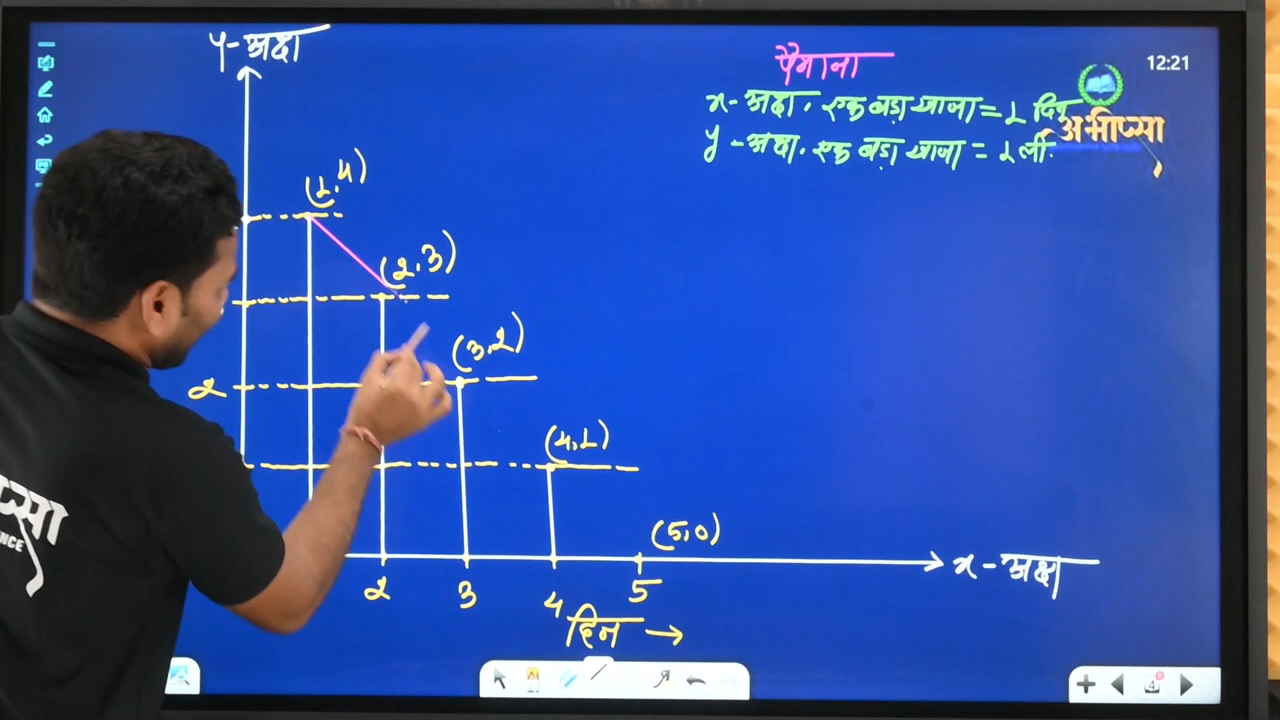 y-अक्ष
पैमाना
12:21
x-अक्ष. एक बड़ा खाना = 1 दिन
अभीप्सा
y-अक्ष. एक बड़ा खाना = 1 ली.
(1,4)
(2,3)
(3,2)
2
(4,1)
(5,0)
x-अक्ष
2 3 4 5
दिन →
4